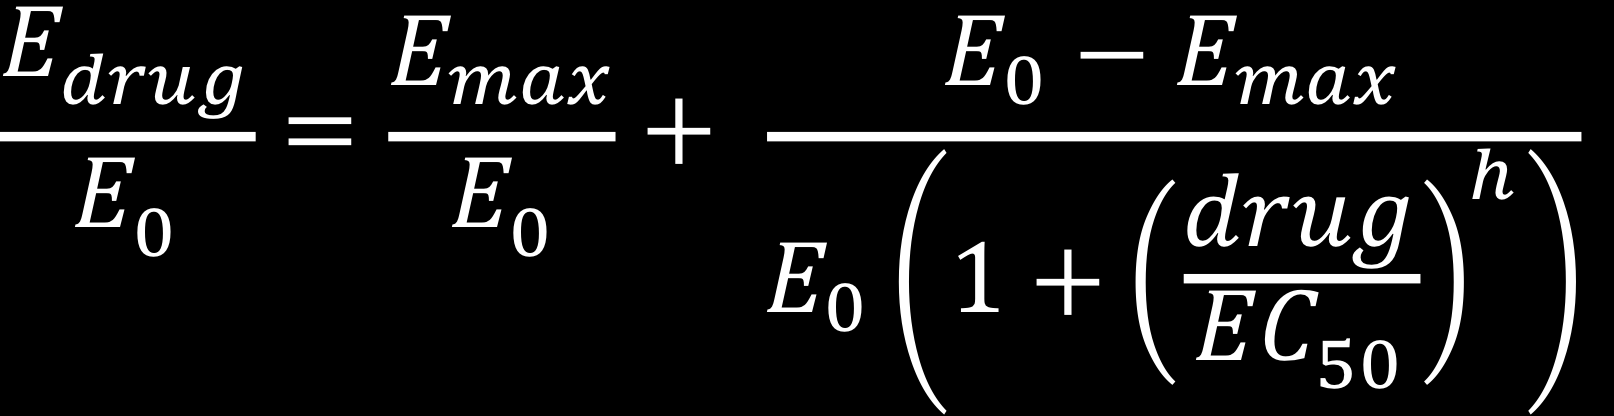 E_drug / E_0 = E_max / E_0 + (E_0 − E_max) / (E_0 (1 + (drug / EC_50)^h))